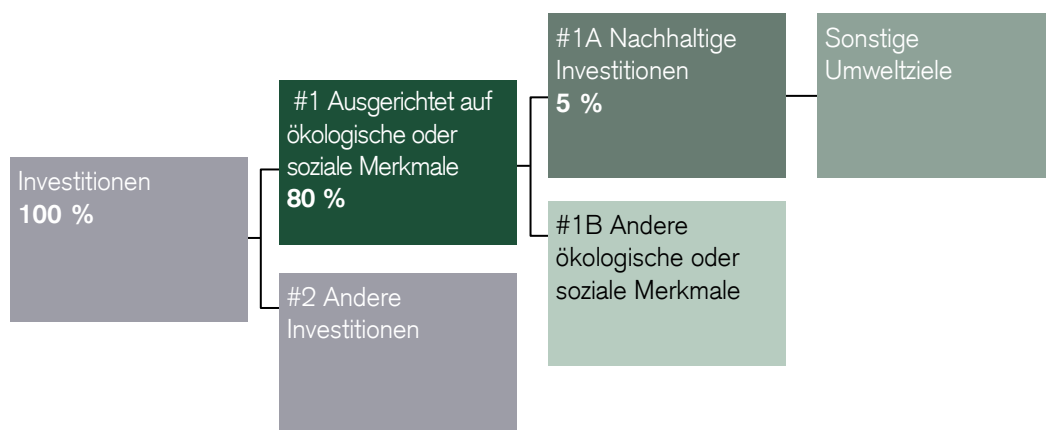 Investitionen
100 %
#1 Ausgerichtet auf
ökologische oder
soziale Merkmale
80 %
#2 Andere
Investitionen
#1A Nachhaltige
Investitionen
5 %
#1B Andere
ökologische oder
soziale Merkmale
Sonstige
Umweltziele